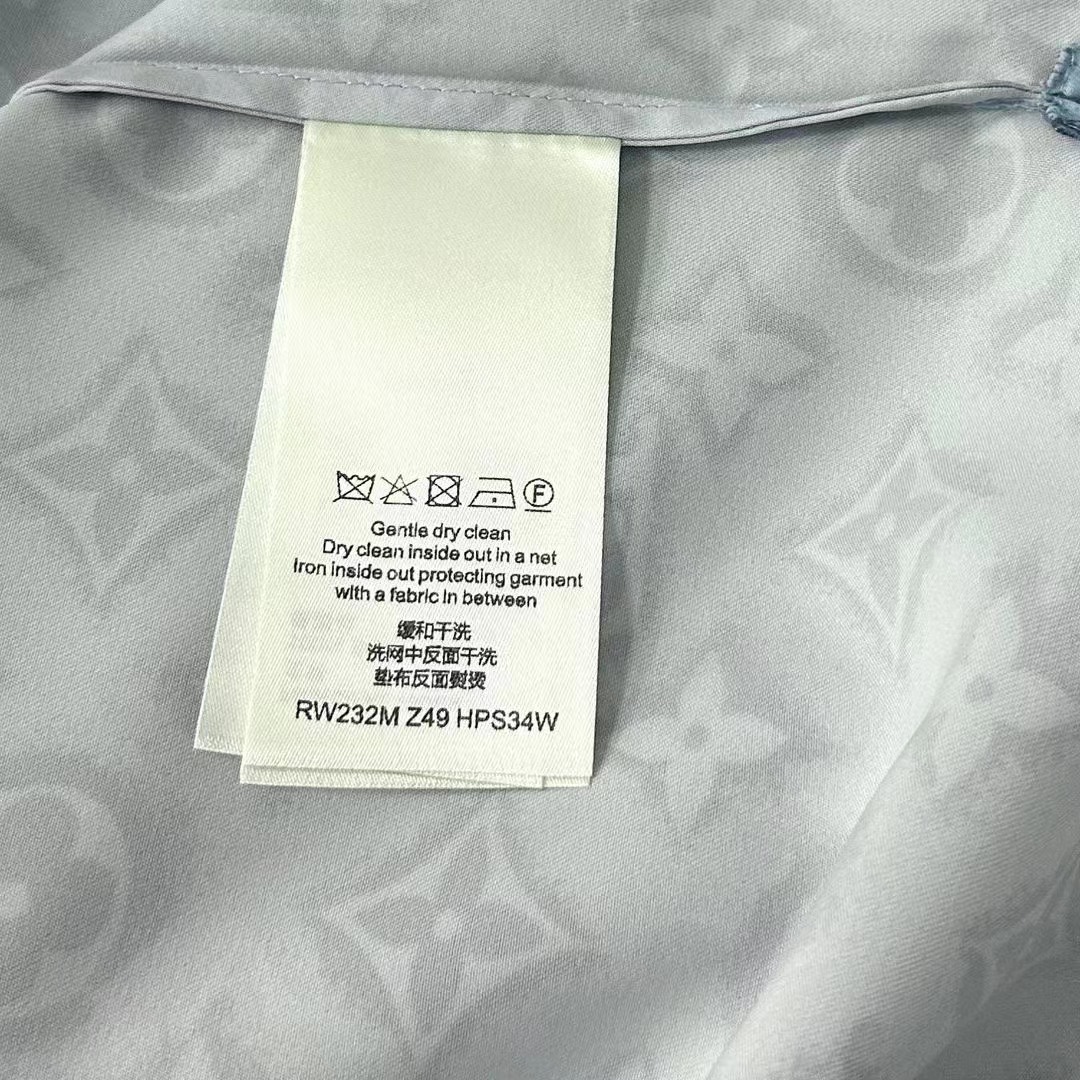 F
Gentle dry clean
Dry clean inside out in a net
Iron inside out protecting garment
with a fabric in between
缓和干洗
洗网中反面干洗
垫布反面熨烫
RW232M Z49 HPS34W